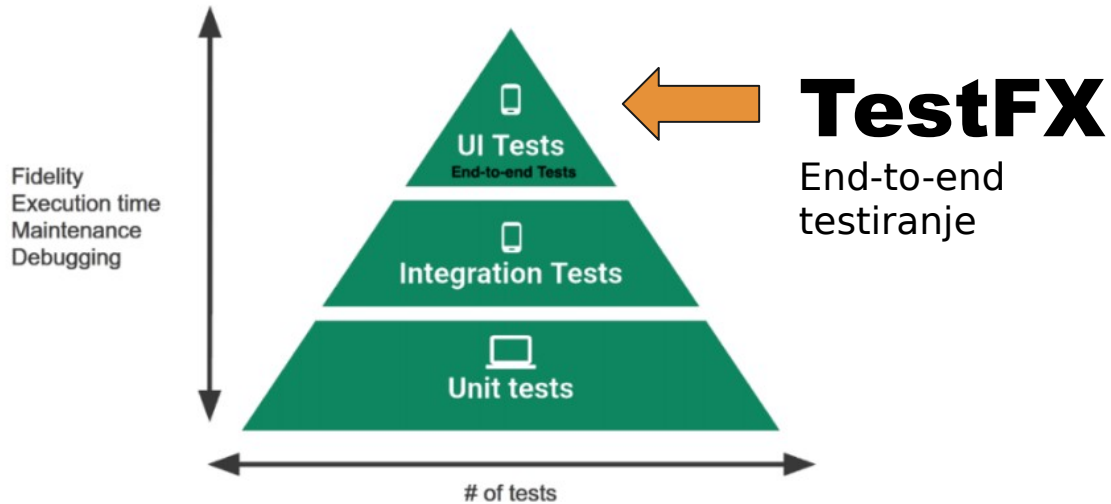 Fidelity
Execution time
Maintenance
Debugging
UI Tests
End-to-end Tests
Integration Tests
Unit tests
# of tests
TestFX
End-to-end
testiranje